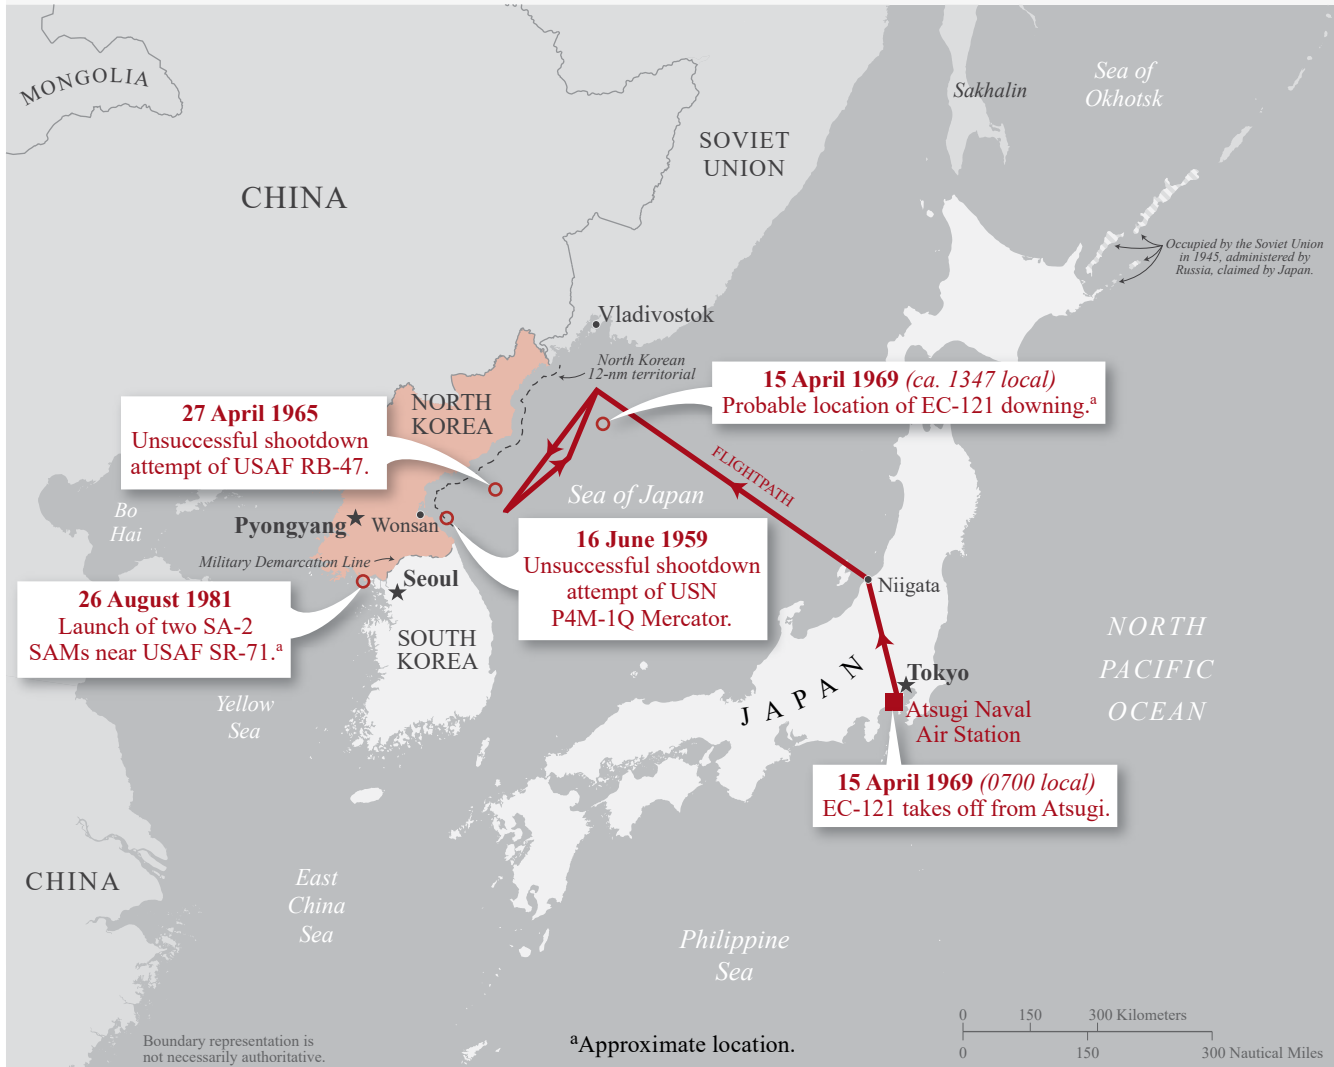 MONGOLIA
CHINA
SOVIET
UNION
Sakhalin
Sea of
Okhotsk
Occupied by the Soviet Union
in 1945, administered by
Russia, claimed by Japan.
Vladivostok
North Korean
12-nm territorial
15 April 1969 (ca. 1347 local)
Probable location of EC-121 downing.ᵃ
27 April 1965
Unsuccessful shootdown
attempt of USAF RB-47.
NORTH
KOREA
FLIGHTPATH
Sea of Japan
Bo
Hai
Pyongyang
Wonsan
16 June 1959
Unsuccessful shootdown
attempt of USN
P4M-1Q Mercator.
Military Demarcation Line
Seoul
Niigata
26 August 1981
Launch of two SA-2
SAMs near USAF SR-71.ᵃ
SOUTH
KOREA
NORTH
PACIFIC
OCEAN
JAPAN
Tokyo
Atsugi Naval
Air Station
Yellow
Sea
15 April 1969 (0700 local)
EC-121 takes off from Atsugi.
CHINA
East
China
Sea
Philippine
Sea
0 150 300 Kilometers
0 150 300 Nautical Miles
Boundary representation is
not necessarily authoritative.
ᵃApproximate location.